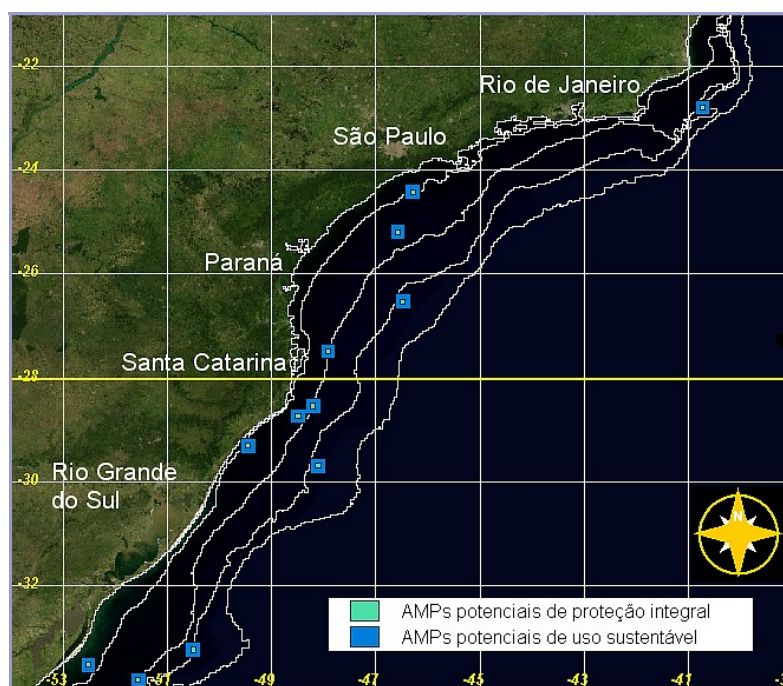 -22
Rio de Janeiro
São Paulo
-24
Paraná
-26
Santa Catarina
-28
Rio Grande
do Sul
-30
N
-32
AMPs potenciais de proteção integral
AMPs potenciais de uso sustentável
-53
-51
-49
-47
-45
-43
-41